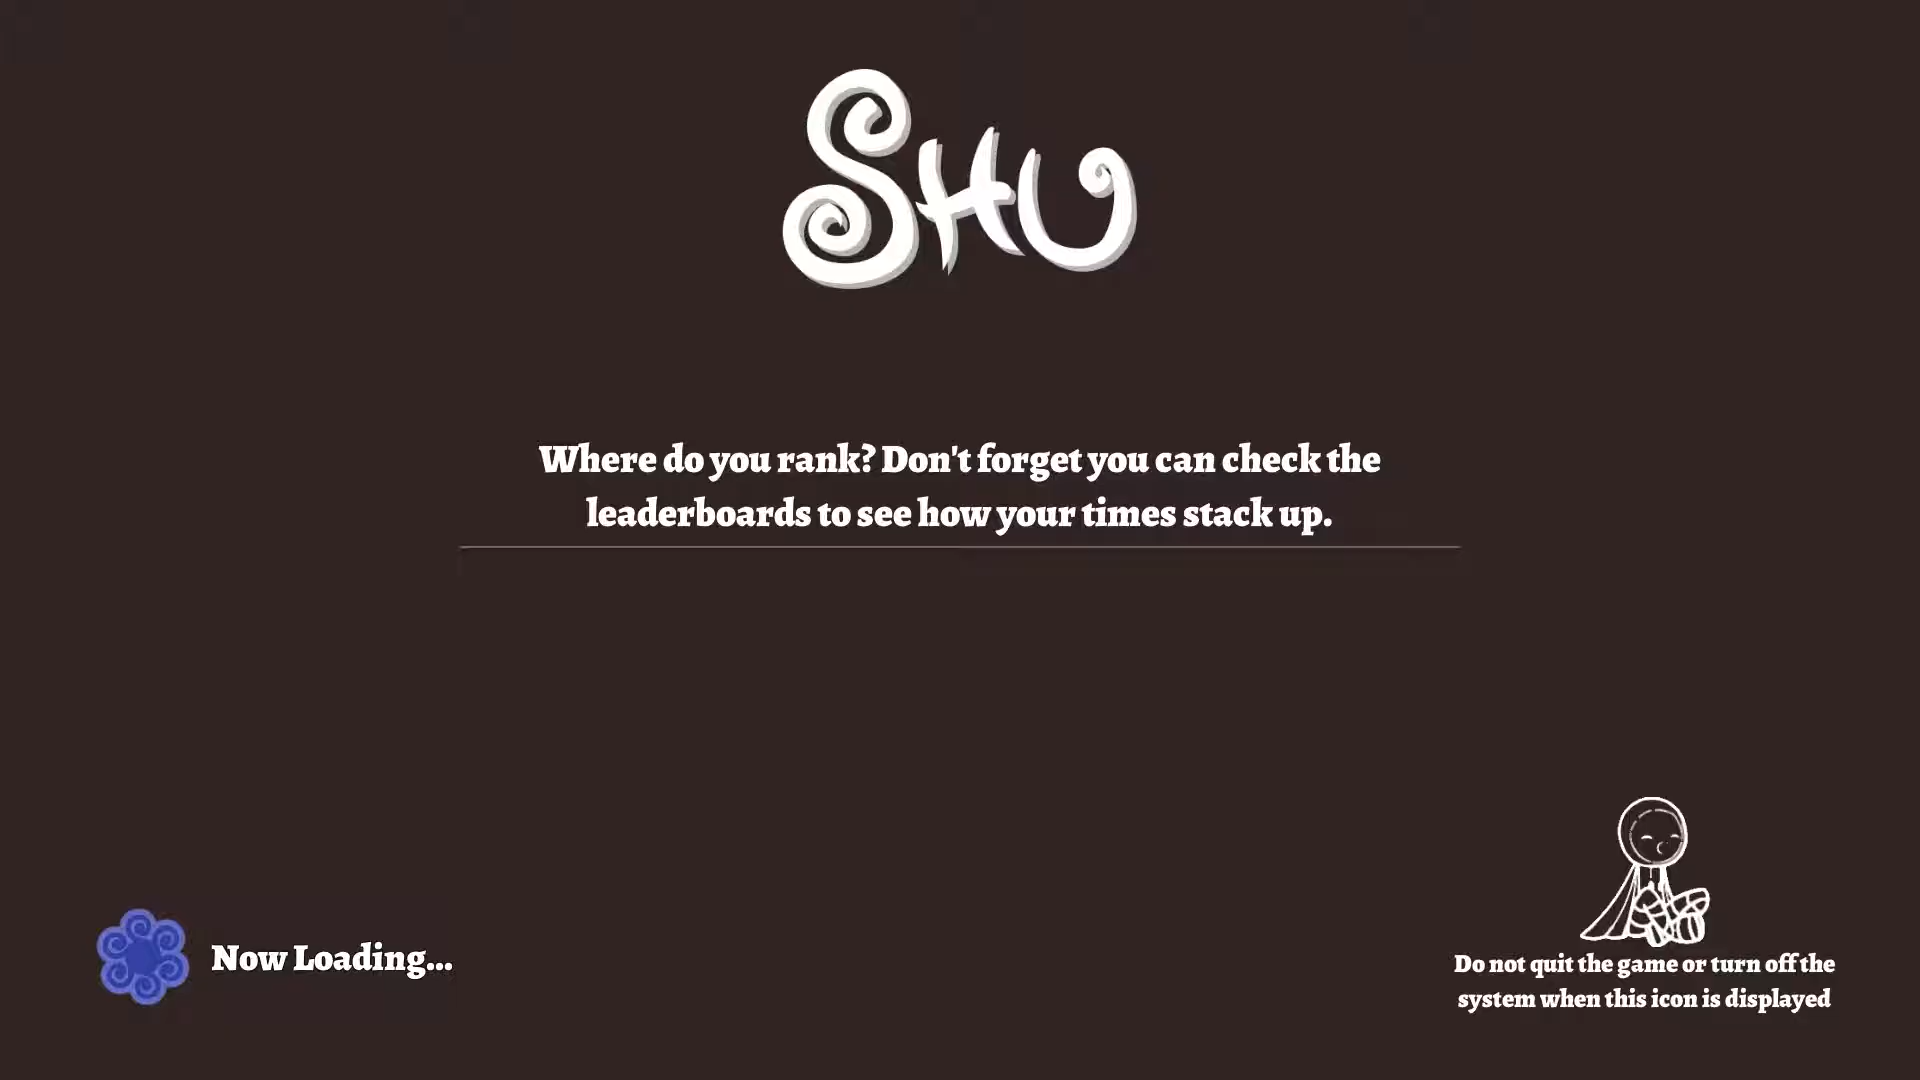 SHU
Where do you rank? Don't forget you can check the
leaderboards to see how your times stack up.
Now Loading...
Do not quit the game or turn off the
system when this icon is displayed